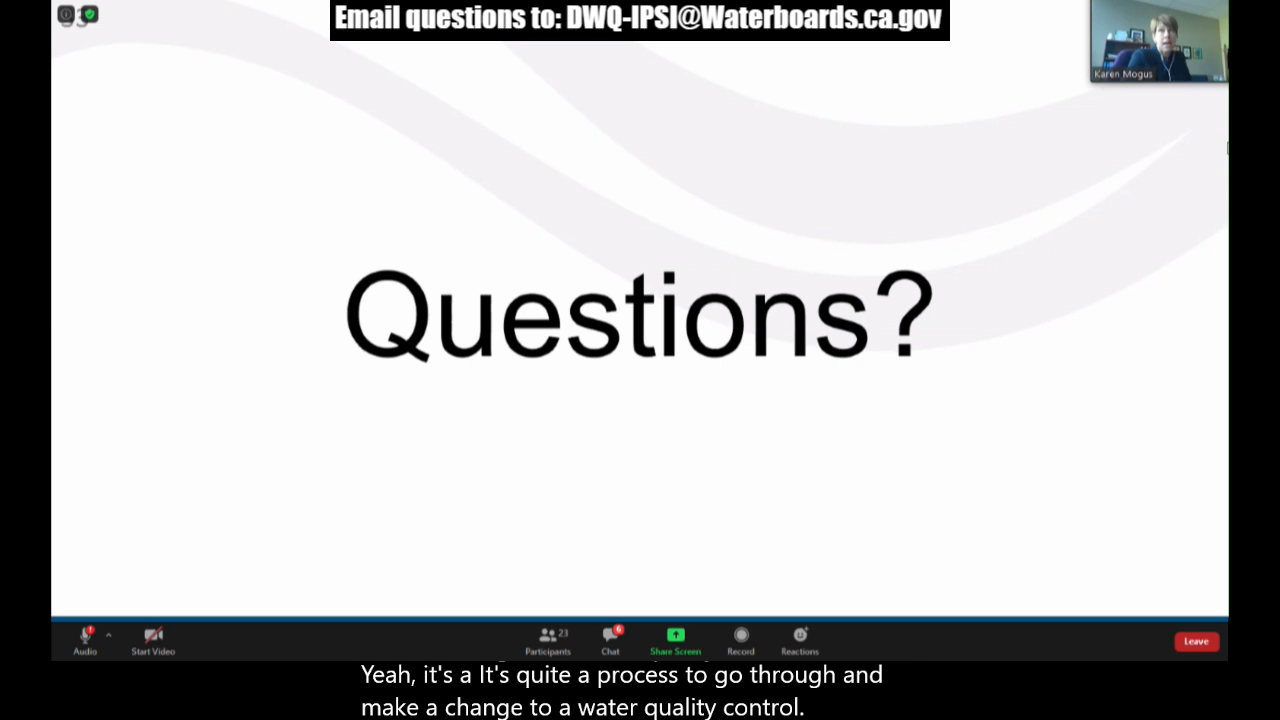 Email questions to: DWQ-IPSI@Waterboards.ca.gov
Karen Mogus
Questions?
23
6
Audio
Start Video
Participants
Chat
Share Screen
Record
Reactions
Leave
Yeah, it's a It's quite a process to go through and
make a change to a water quality control.